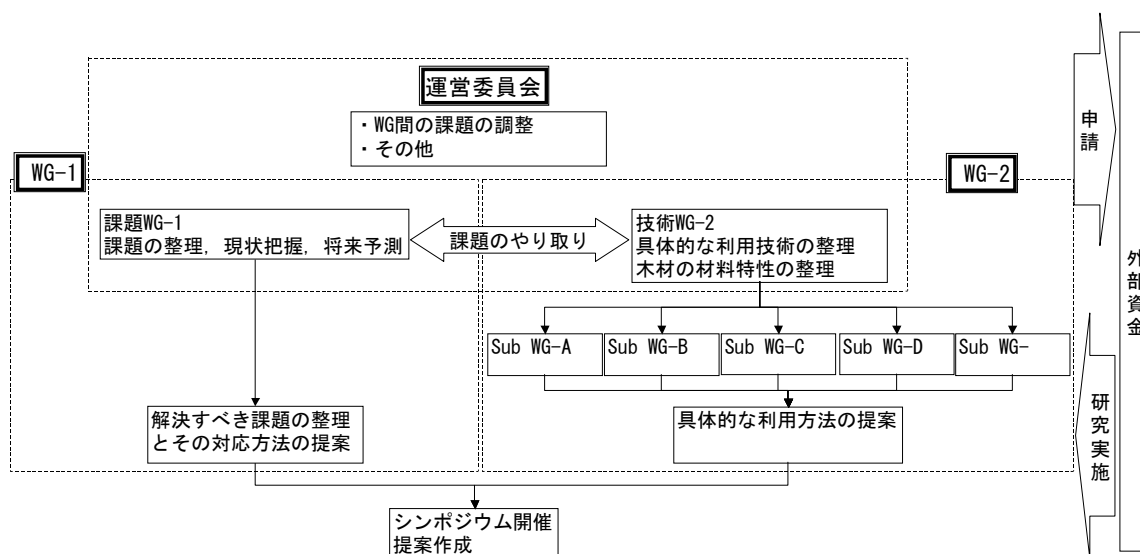 運営委員会
・WG間の課題の調整
・その他
WG-1
WG-2
課題WG-1
課題の整理，現状把握，将来予測
課題のやり取り
技術WG-2
具体的な利用技術の整理
木材の材料特性の整理
Sub WG-A
Sub WG-B
Sub WG-C
Sub WG-D
Sub WG-
解決すべき課題の整理
とその対応方法の提案
具体的な利用方法の提案
シンポジウム開催
提案作成
申請
研究実施
外部資金